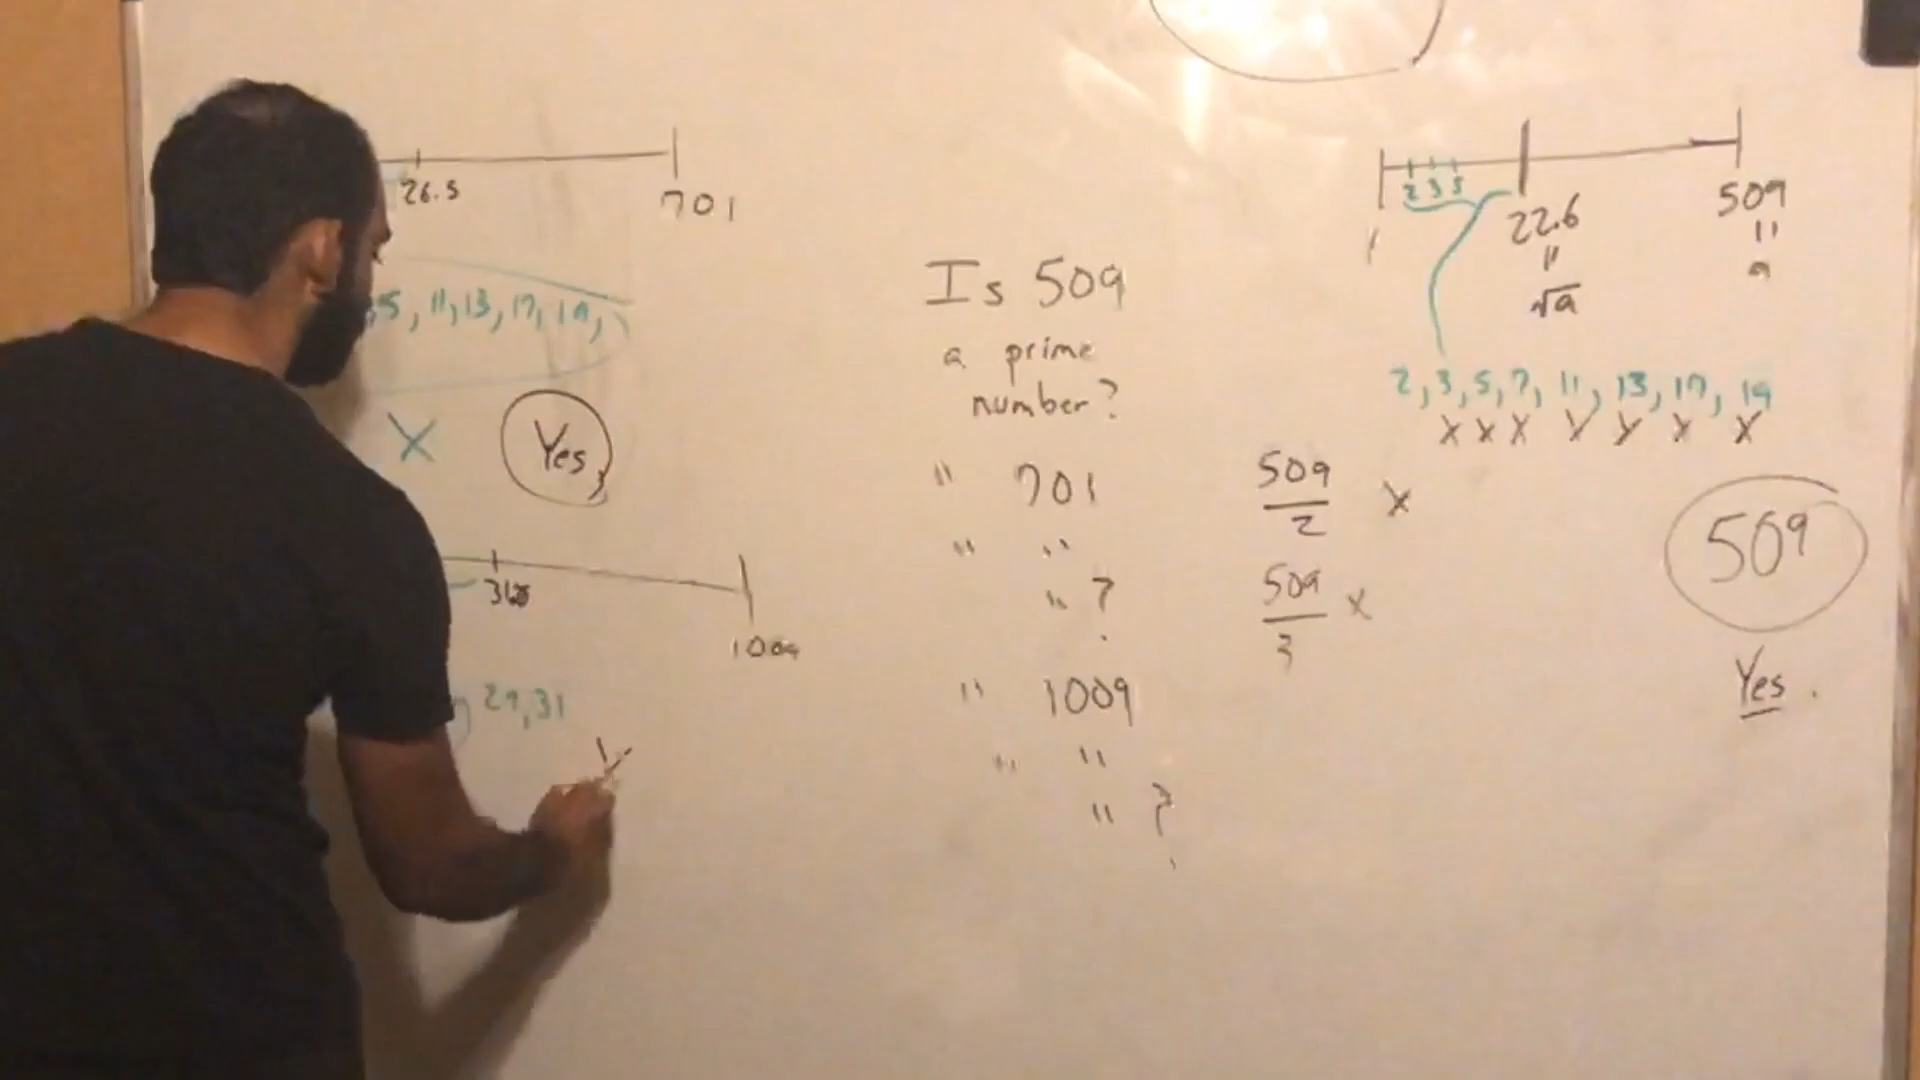 26.5
701
5, 11, 13, 17, 19,
X
Yes
1009
29, 31
Is 509
a prime
number?
" 701
" "
" ?
" 1009
" "
" ?
509
2
X
509
3
X
2 3 5
1
22.6
"
√a
509
"
a
2, 3, 5, 7, 11, 13, 17, 19
X X X X X X X
509
Yes.